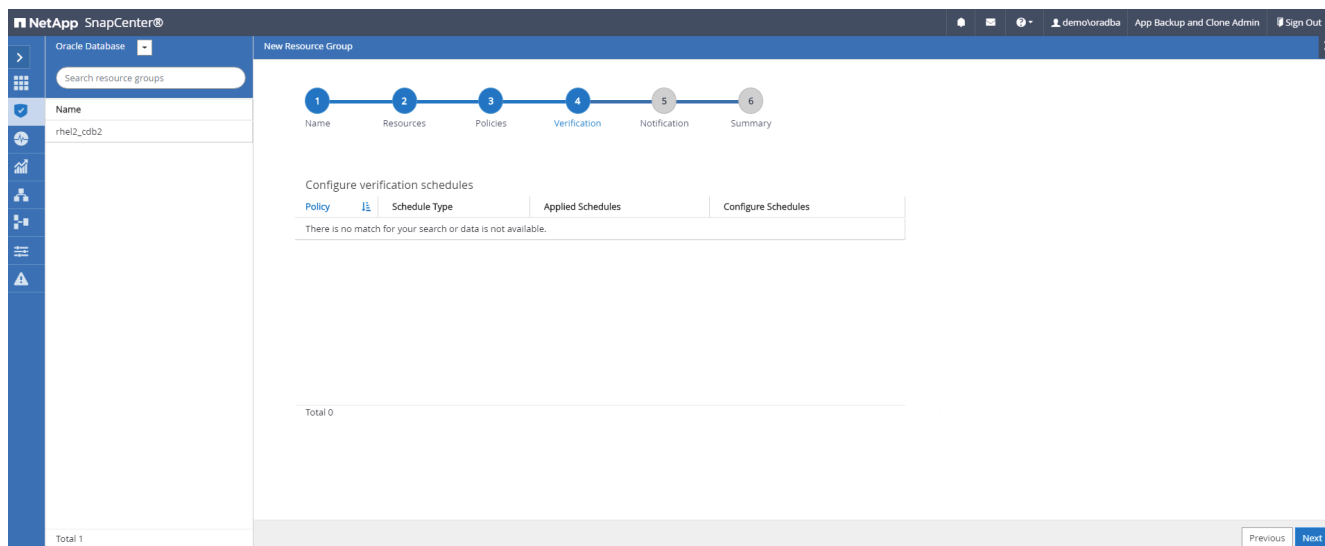 NetApp SnapCenter® demo\oradba App Backup and Clone Admin Sign Out
Oracle Database
New Resource Group
Search resource groups
Name
rhel2_cdb2
1 2 3 4 5 6
Name Resources Policies Verification Notification Summary
Configure verification schedules
Policy Schedule Type Applied Schedules Configure Schedules
There is no match for your search or data is not available.
Total 0
Total 1
Previous Next